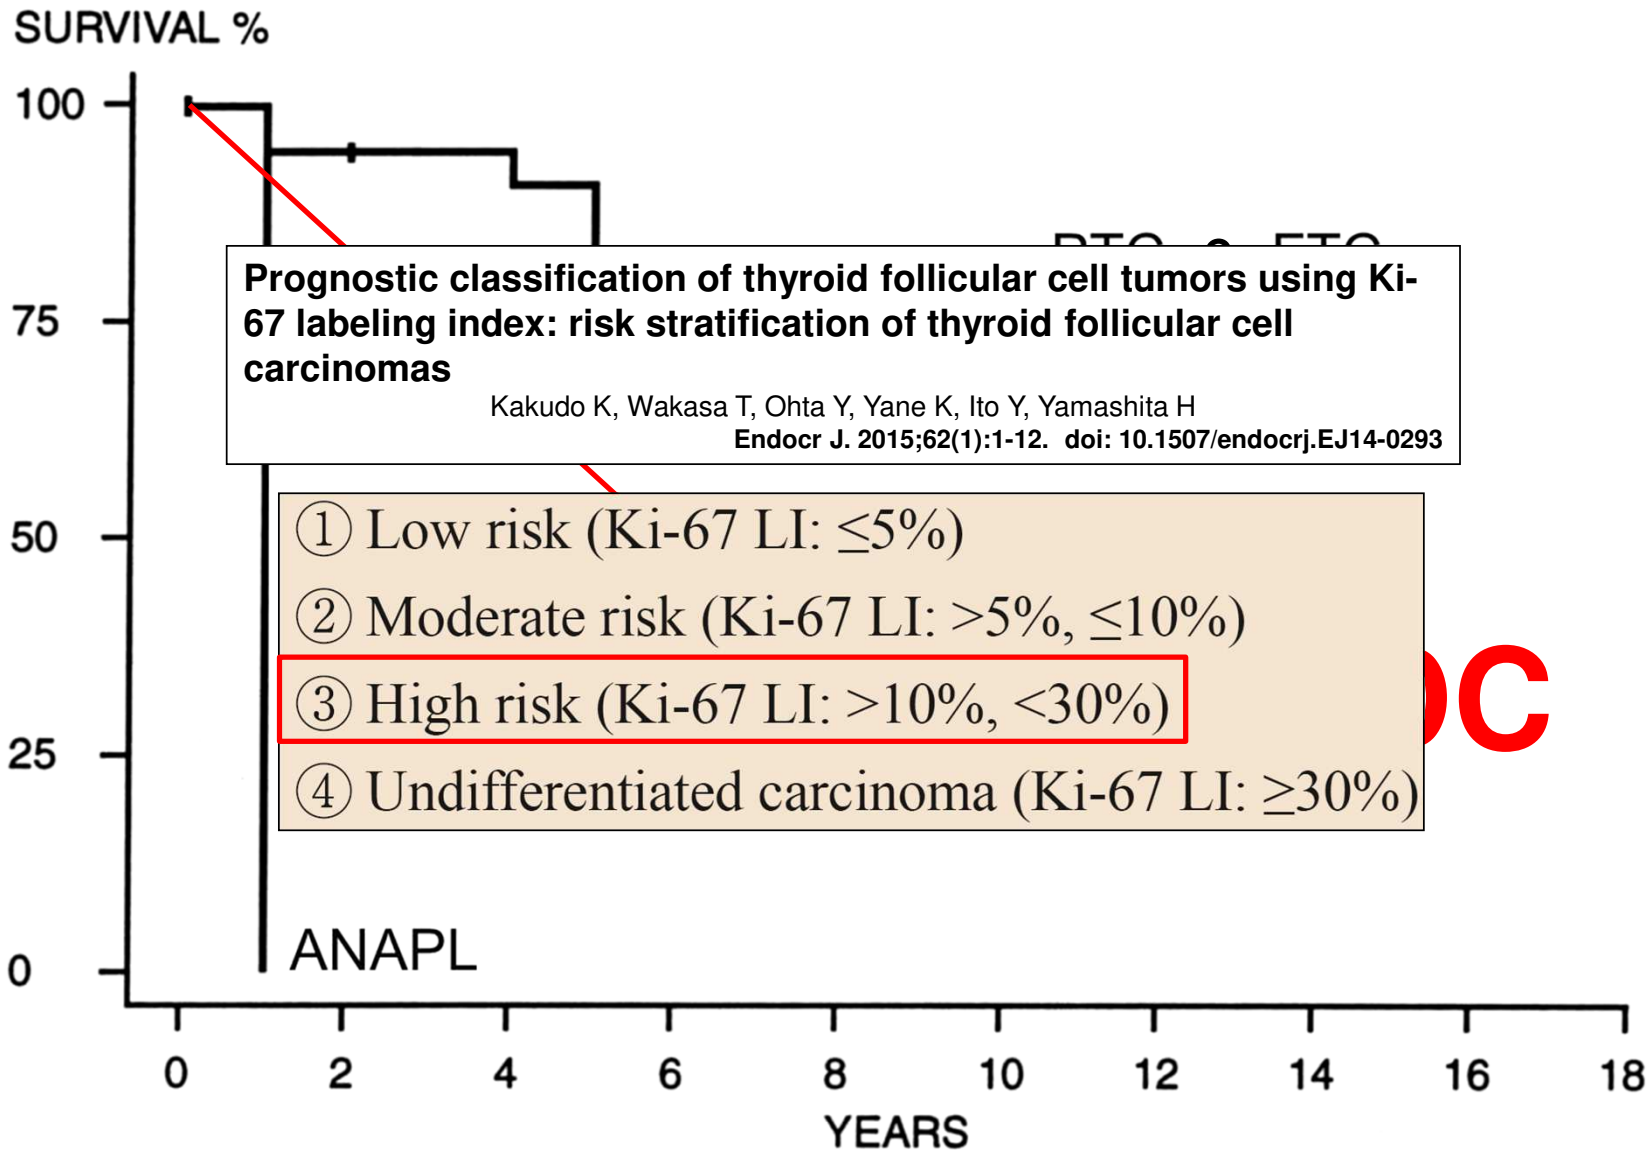 SURVIVAL %
100
75
50
25
0
Prognostic classification of thyroid follicular cell tumors using Ki-
67 labeling index: risk stratification of thyroid follicular cell
carcinomas
Kakudo K, Wakasa T, Ohta Y, Yane K, Ito Y, Yamashita H
Endocr J. 2015;62(1):1-12. doi: 10.1507/endocrj.EJ14-0293
① Low risk (Ki-67 LI: ≤5%)
② Moderate risk (Ki-67 LI: >5%, ≤10%)
③ High risk (Ki-67 LI: >10%, <30%)
④ Undifferentiated carcinoma (Ki-67 LI: ≥30%)
ANAPL
0 2 4 6 8 10 12 14 16 18
YEARS